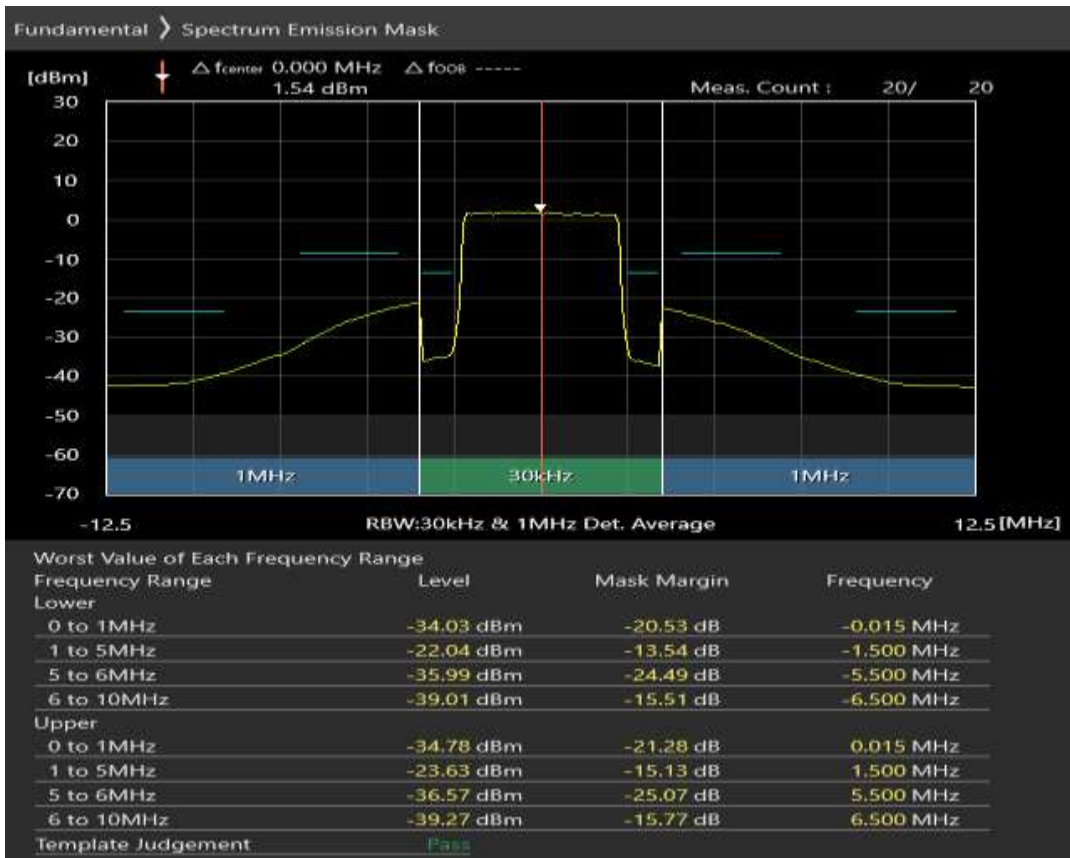 Fundamental ❯ Spectrum Emission Mask
△ fcenter 0.000 MHz △ fOOB -----
[dBm]
1.54 dBm
Meas. Count : 20/ 20
30
20
10
0
-10
-20
-30
-40
-50
-60
1MHz 30kHz 1MHz
-70
-12.5 RBW:30kHz & 1MHz Det. Average 12.5 [MHz]
Worst Value of Each Frequency Range
Frequency Range Level Mask Margin Frequency
Lower
0 to 1MHz -34.03 dBm -20.53 dB -0.015 MHz
1 to 5MHz -22.04 dBm -13.54 dB -1.500 MHz
5 to 6MHz -35.99 dBm -24.49 dB -5.500 MHz
6 to 10MHz -39.01 dBm -15.51 dB -6.500 MHz
Upper
0 to 1MHz -34.78 dBm -21.28 dB 0.015 MHz
1 to 5MHz -23.63 dBm -15.13 dB 1.500 MHz
5 to 6MHz -36.57 dBm -25.07 dB 5.500 MHz
6 to 10MHz -39.27 dBm -15.77 dB 6.500 MHz
Template Judgement Pass